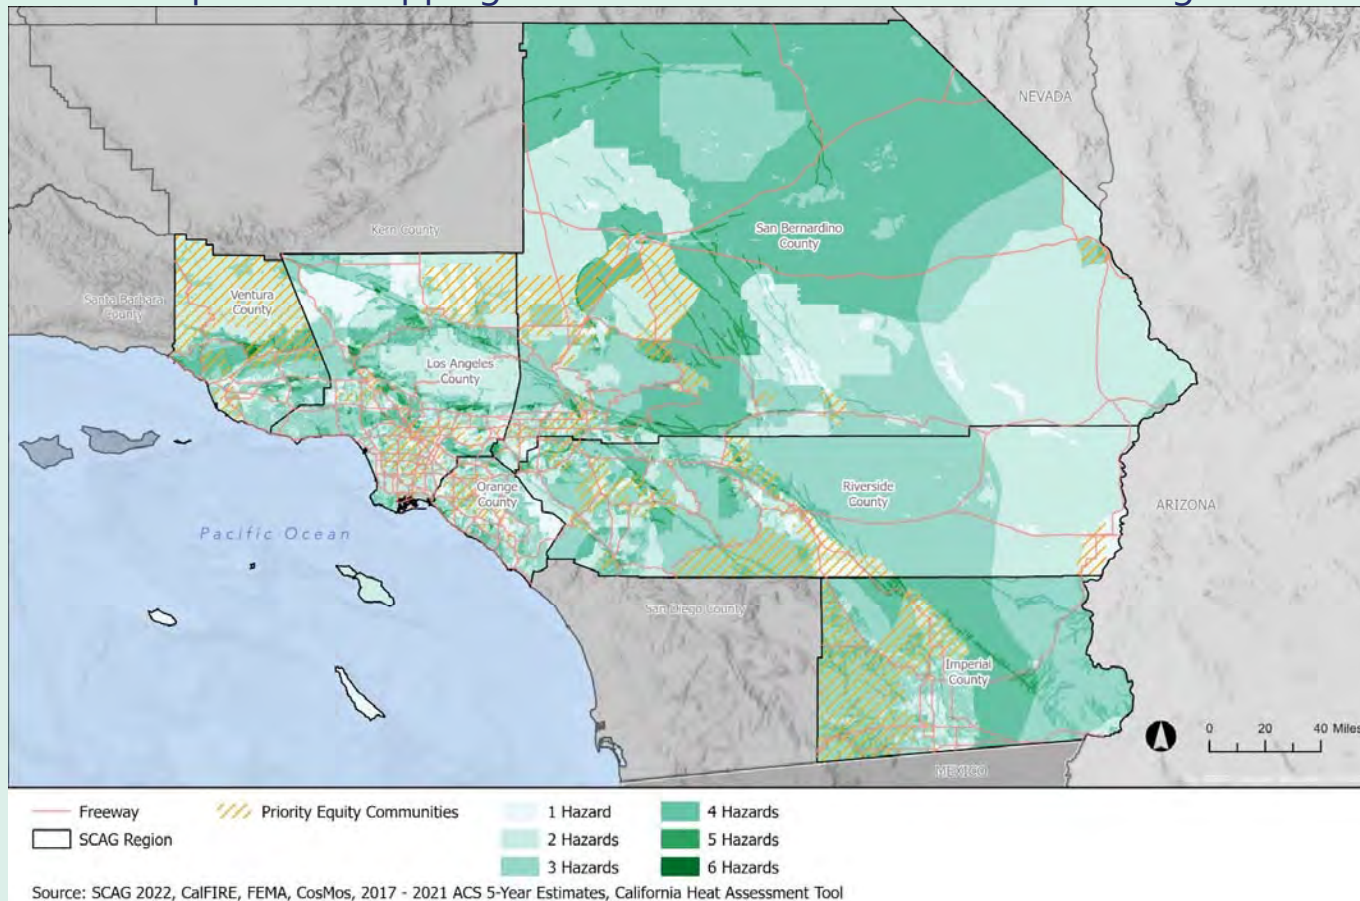 NEVADA
Kern County
San Bernardino
County
Santa Barbara
County
Ventura
County
Los Angeles
County
Orange
County
Riverside
County
ARIZONA
Pacific Ocean
San Diego County
Imperial
County
MEXICO
0 20 40 Miles
Freeway
Priority Equity Communities
SCAG Region
1 Hazard
2 Hazards
3 Hazards
4 Hazards
5 Hazards
6 Hazards
Source: SCAG 2022, CalFIRE, FEMA, CosMos, 2017 - 2021 ACS 5-Year Estimates, California Heat Assessment Tool